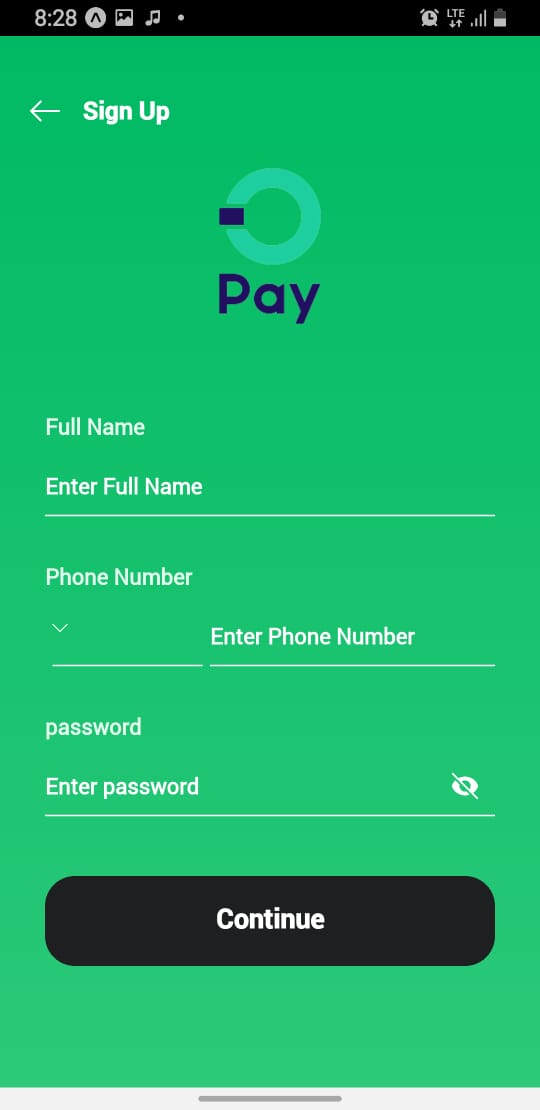 8:28
LTE
Sign Up
Pay
Full Name
Enter Full Name
Phone Number
Enter Phone Number
password
Enter password
Continue